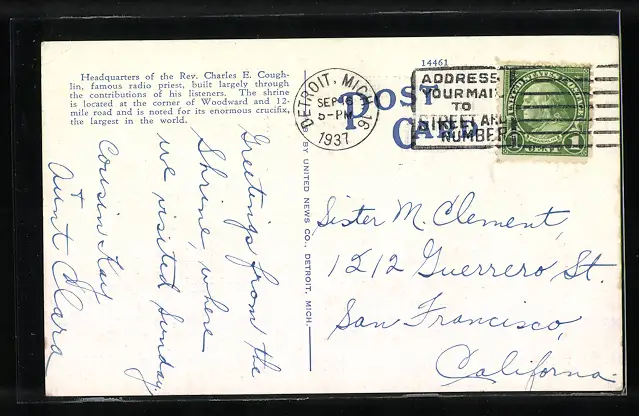 Headquarters of the Rev. Charles E. Cough-
lin, famous radio priest, built largely through
the contributions of his listeners. The shrine
is located at the corner of Woodward and 12-
mile road and is noted for its enormous crucifix,
the largest in the world.
14461
POST
CARD
DETROIT, MICH. 16
SEP
5-PM
1937
ADDRESS
YOUR MAIL
TO
STREET AND
NUMBER
UNITED STATES POSTAGE
1 CENT 1
BY UNITED NEWS CO., DETROIT, MICH.
Greetings from the
Shrine, where
we visited Sunday
Cousin Kay
+
Aunt Clara
Sister M. Clement,
1212 Guerrero St.
San Francisco,
California.